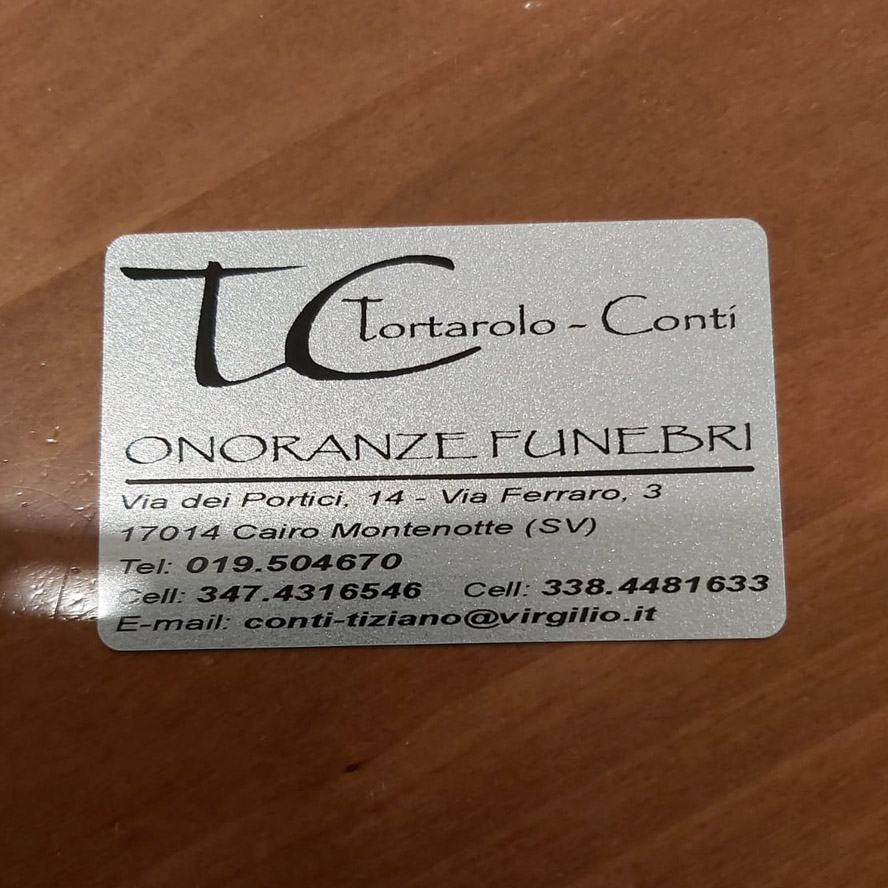 TC Tortarolo - Conti
ONORANZE FUNEBRI
Via dei Portici, 14 - Via Ferraro, 3
17014 Cairo Montenotte (SV)
Tel: 019.504670
Cell: 347.4316546 Cell: 338.4481633
E-mail: conti-tiziano@virgilio.it